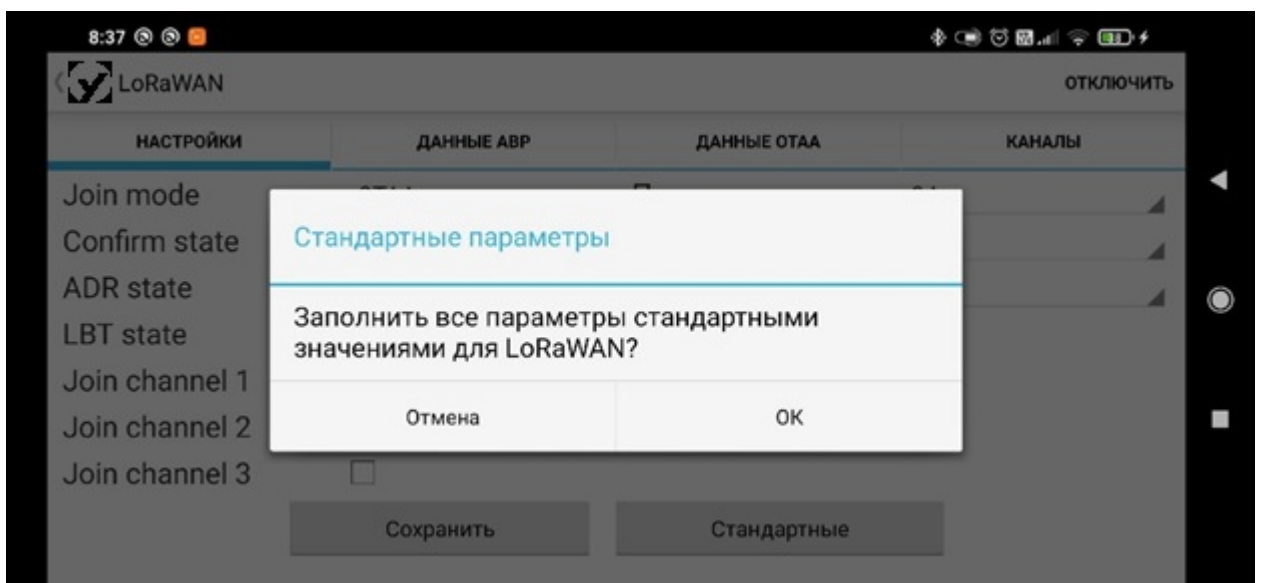 8:37
LoRaWAN
ОТКЛЮЧИТЬ
НАСТРОЙКИ
ДАННЫЕ ABP
ДАННЫЕ OTAA
КАНАЛЫ
Join mode
Confirm state
ADR state
LBT state
Join channel 1
Join channel 2
Join channel 3
Стандартные параметры
Заполнить все параметры стандартными
значениями для LoRaWAN?
Отмена
OK
Сохранить
Стандартные